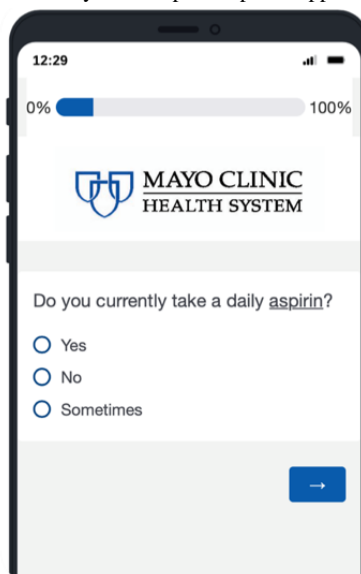 12:29
0% 100%
MAYO CLINIC
HEALTH SYSTEM
Do you currently take a daily aspirin?
Yes
No
Sometimes
→